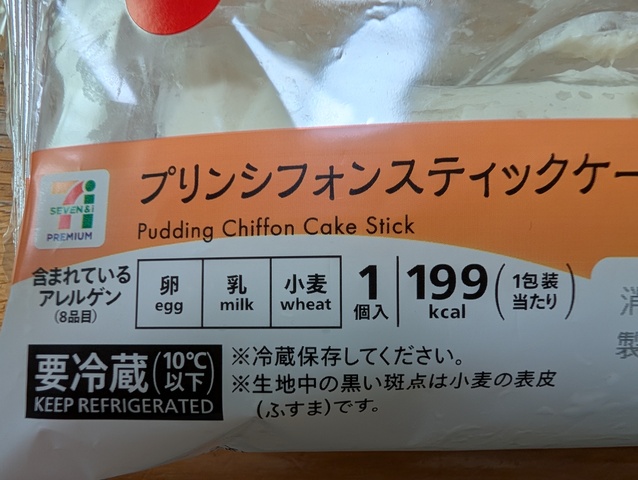 プリンシフォンスティックケー
Pudding Chiffon Cake Stick
7i
SEVEN&i
PREMIUM
含まれている
アレルゲン
(8品目)
卵
egg
乳
milk
小麦
wheat
1
個入
199
kcal
(1包装
当たり)
要冷蔵(10℃
以下)
KEEP REFRIGERATED
※冷蔵保存してください。
※生地中の黒い斑点は小麦の表皮
(ふすま)です。
消
製